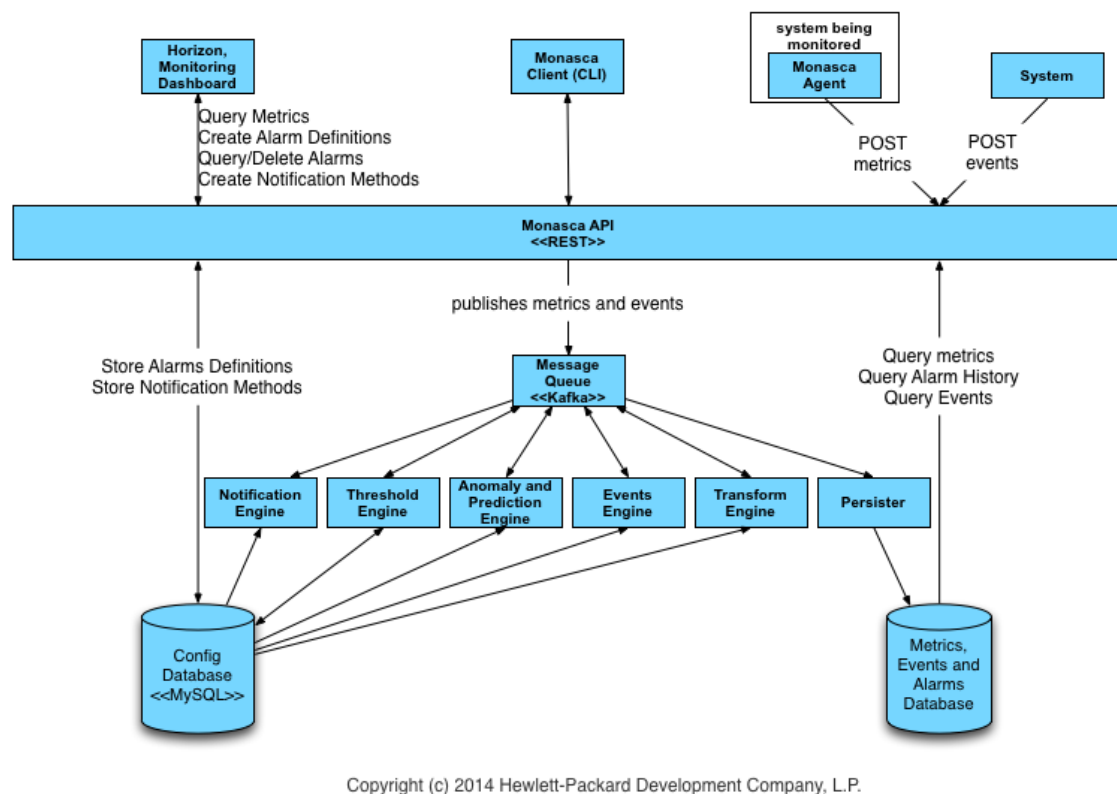 Horizon,
Monitoring
Dashboard
Monasca
Client (CLI)
system being
monitored
Monasca
Agent
System
Query Metrics
Create Alarm Definitions
Query/Delete Alarms
Create Notification Methods
POST
metrics
POST
events
Monasca API
<<REST>>
publishes metrics and events
Store Alarms Definitions
Store Notification Methods
Message
Queue
<<Kafka>>
Query metrics
Query Alarm History
Query Events
Notification
Engine
Threshold
Engine
Anomaly and
Prediction
Engine
Events
Engine
Transform
Engine
Persister
Config
Database
<<MySQL>>
Metrics,
Events and
Alarms
Database
Copyright (c) 2014 Hewlett-Packard Development Company, L.P.